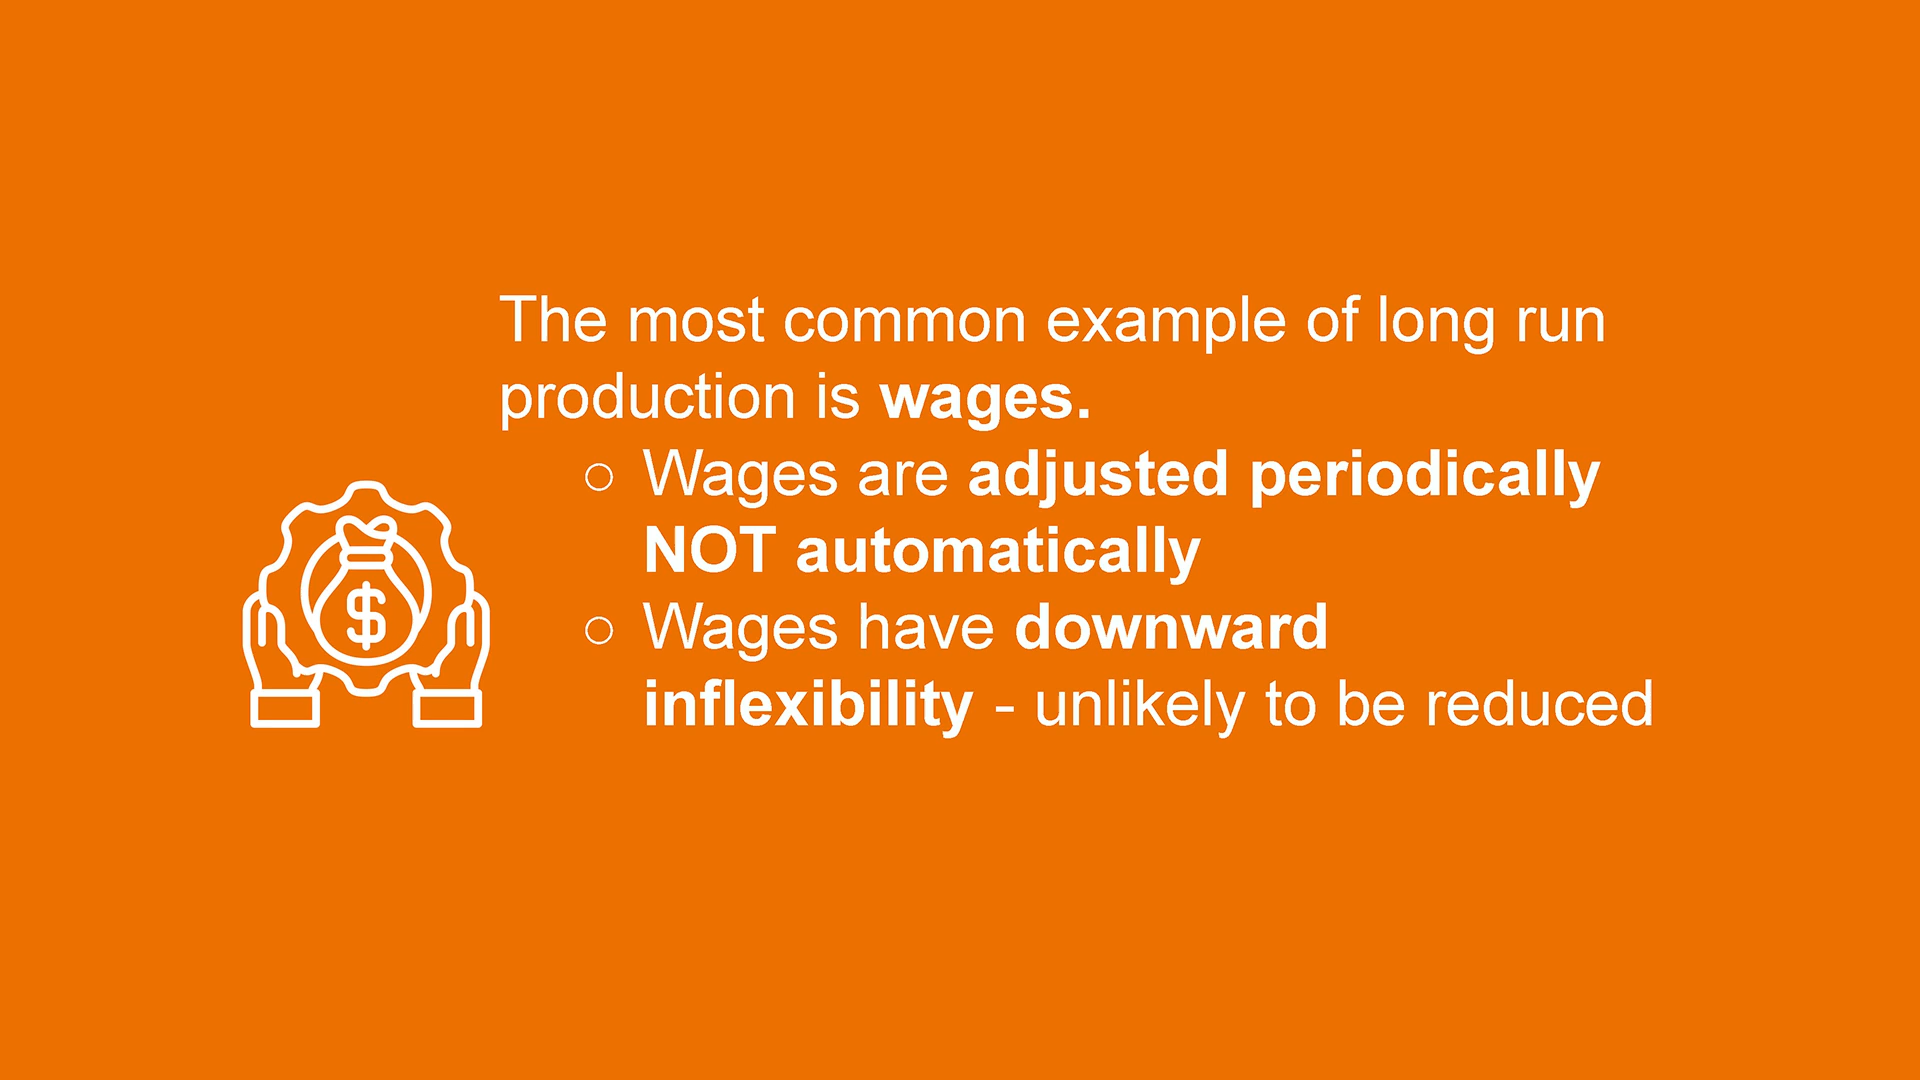 The most common example of long run
production is wages.
○ Wages are adjusted periodically
NOT automatically
○ Wages have downward
inflexibility - unlikely to be reduced
$